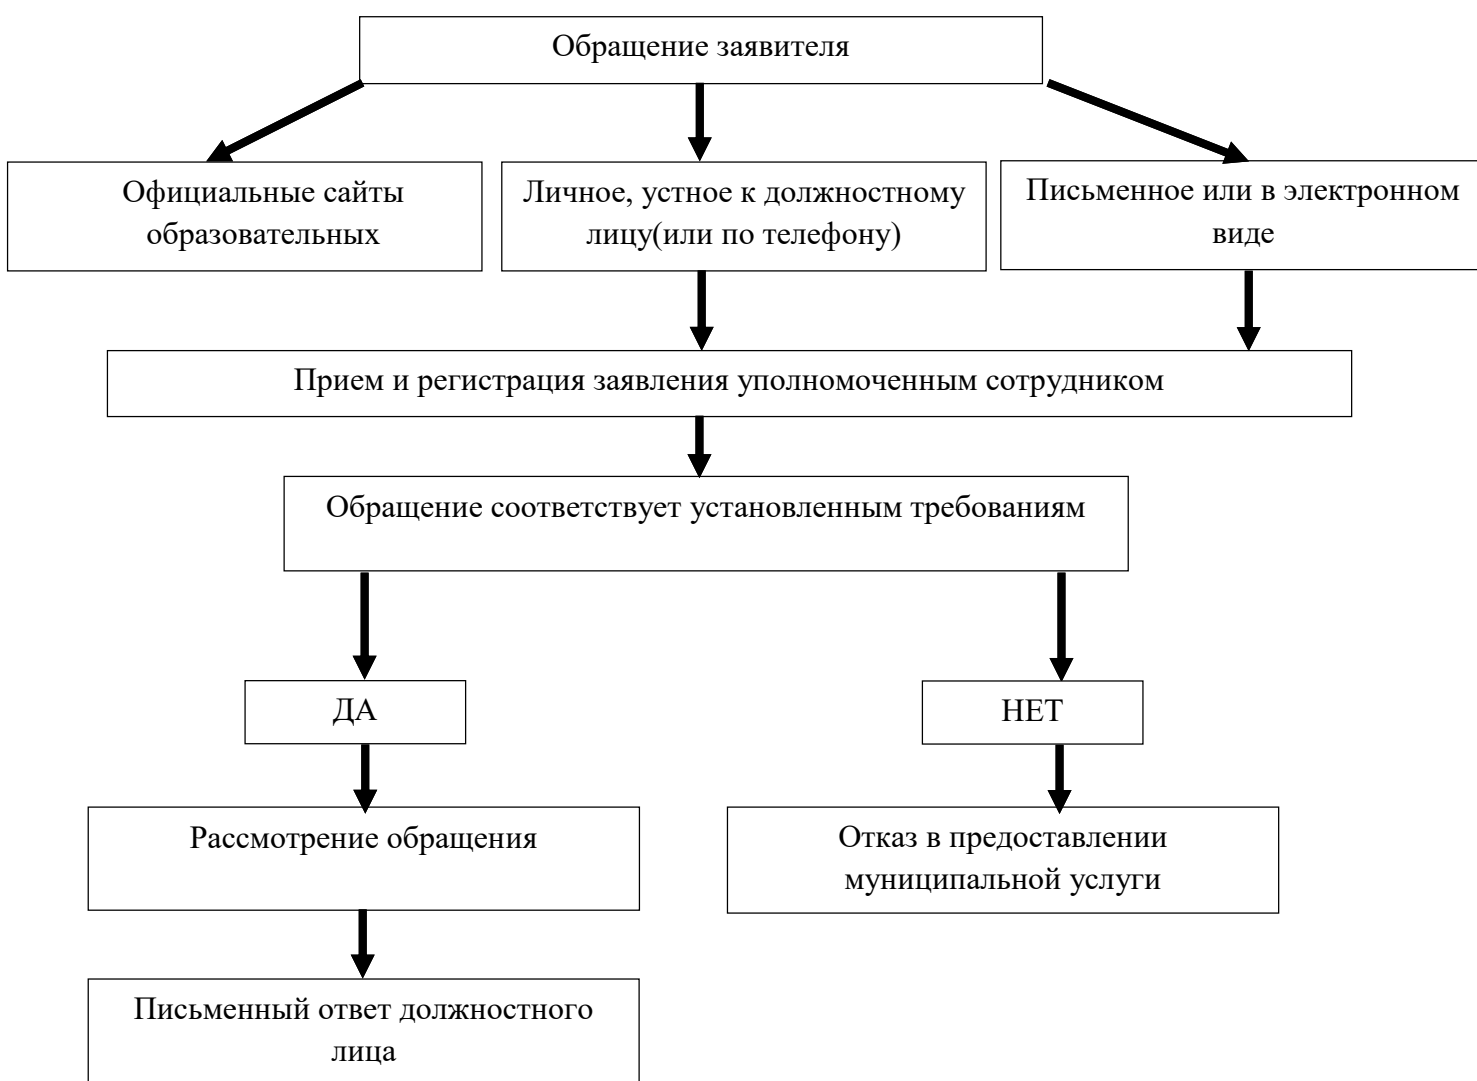 Обращение заявителя
Официальные сайты
образовательных
Личное, устное к должностному
лицу(или по телефону)
Письменное или в электронном
виде
Прием и регистрация заявления уполномоченным сотрудником
Обращение соответствует установленным требованиям
ДА
НЕТ
Рассмотрение обращения
Отказ в предоставлении
муниципальной услуги
Письменный ответ должностного
лица